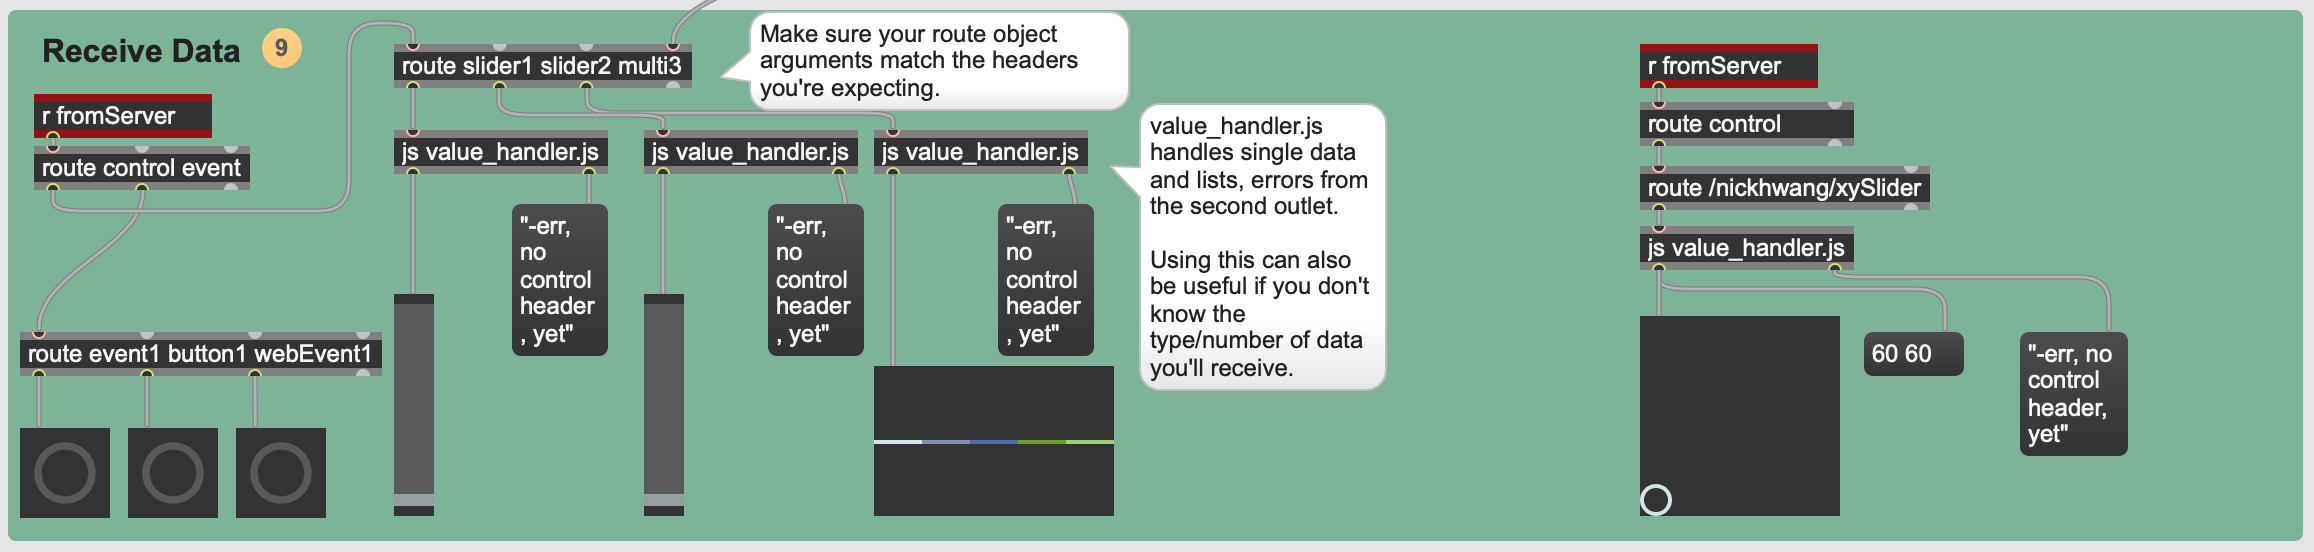 Receive Data
9
r fromServer
route control event
route event1 button1 webEvent1
route slider1 slider2 multi3
Make sure your route object
arguments match the headers
you're expecting.
js value_handler.js
js value_handler.js
js value_handler.js
"-err,
no
control
header
, yet"
"-err,
no
control
header
, yet"
"-err,
no
control
header
, yet"
value_handler.js
handles single data
and lists, errors from
the second outlet.
Using this can also
be useful if you don't
know the
type/number of data
you'll receive.
r fromServer
route control
route /nickhwang/xySlider
js value_handler.js
60 60
"-err, no
control
header,
yet"